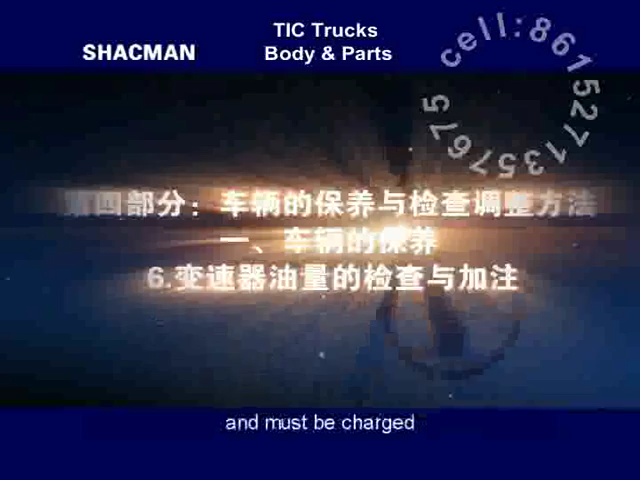 TIC Trucks
SHACMAN
Body & Parts
cell:8615271357675
第四部分：车辆的保养与检查调整方法
一、车辆的保养
6.变速器油量的检查与加注
and must be charged